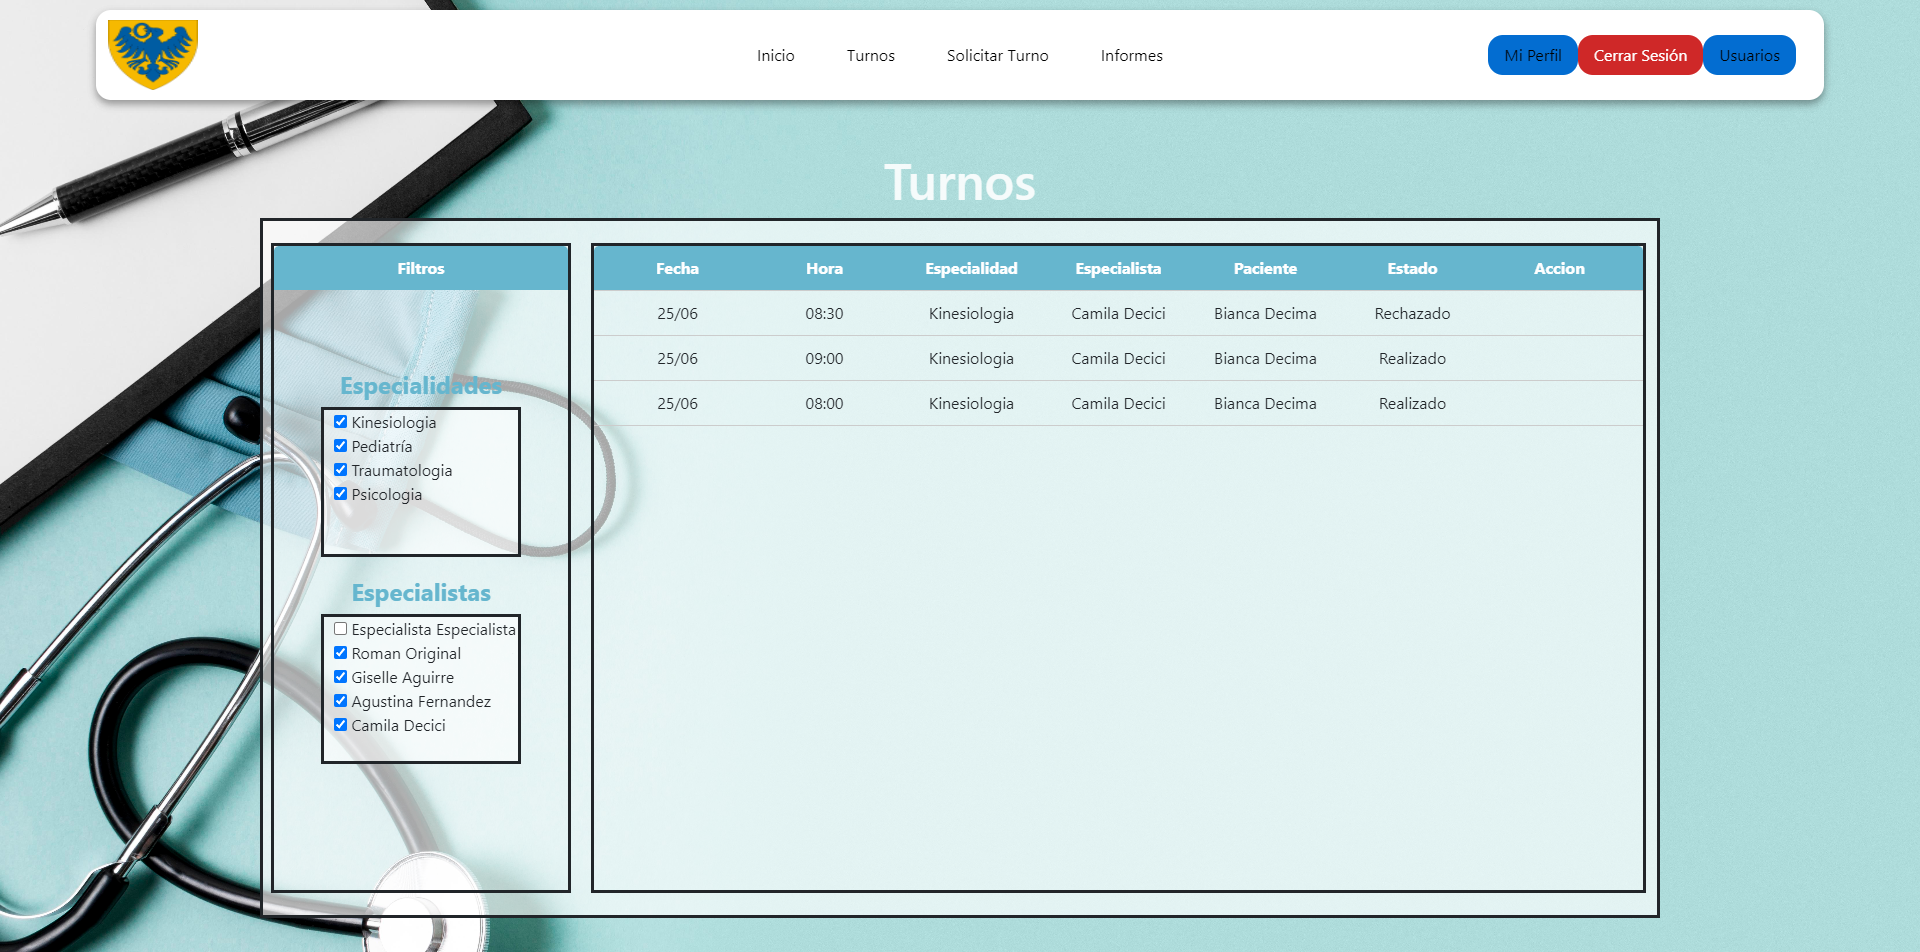 Inicio Turnos Solicitar Turno Informes Mi Perfil Cerrar Sesión Usuarios
Turnos
Filtros
Especialidades
Kinesiologia
Pediatría
Traumatologia
Psicologia
Especialistas
Especialista Especialista
Roman Original
Giselle Aguirre
Agustina Fernandez
Camila Decici
Fecha Hora Especialidad Especialista Paciente Estado Accion
25/06 08:30 Kinesiologia Camila Decici Bianca Decima Rechazado
25/06 09:00 Kinesiologia Camila Decici Bianca Decima Realizado
25/06 08:00 Kinesiologia Camila Decici Bianca Decima Realizado